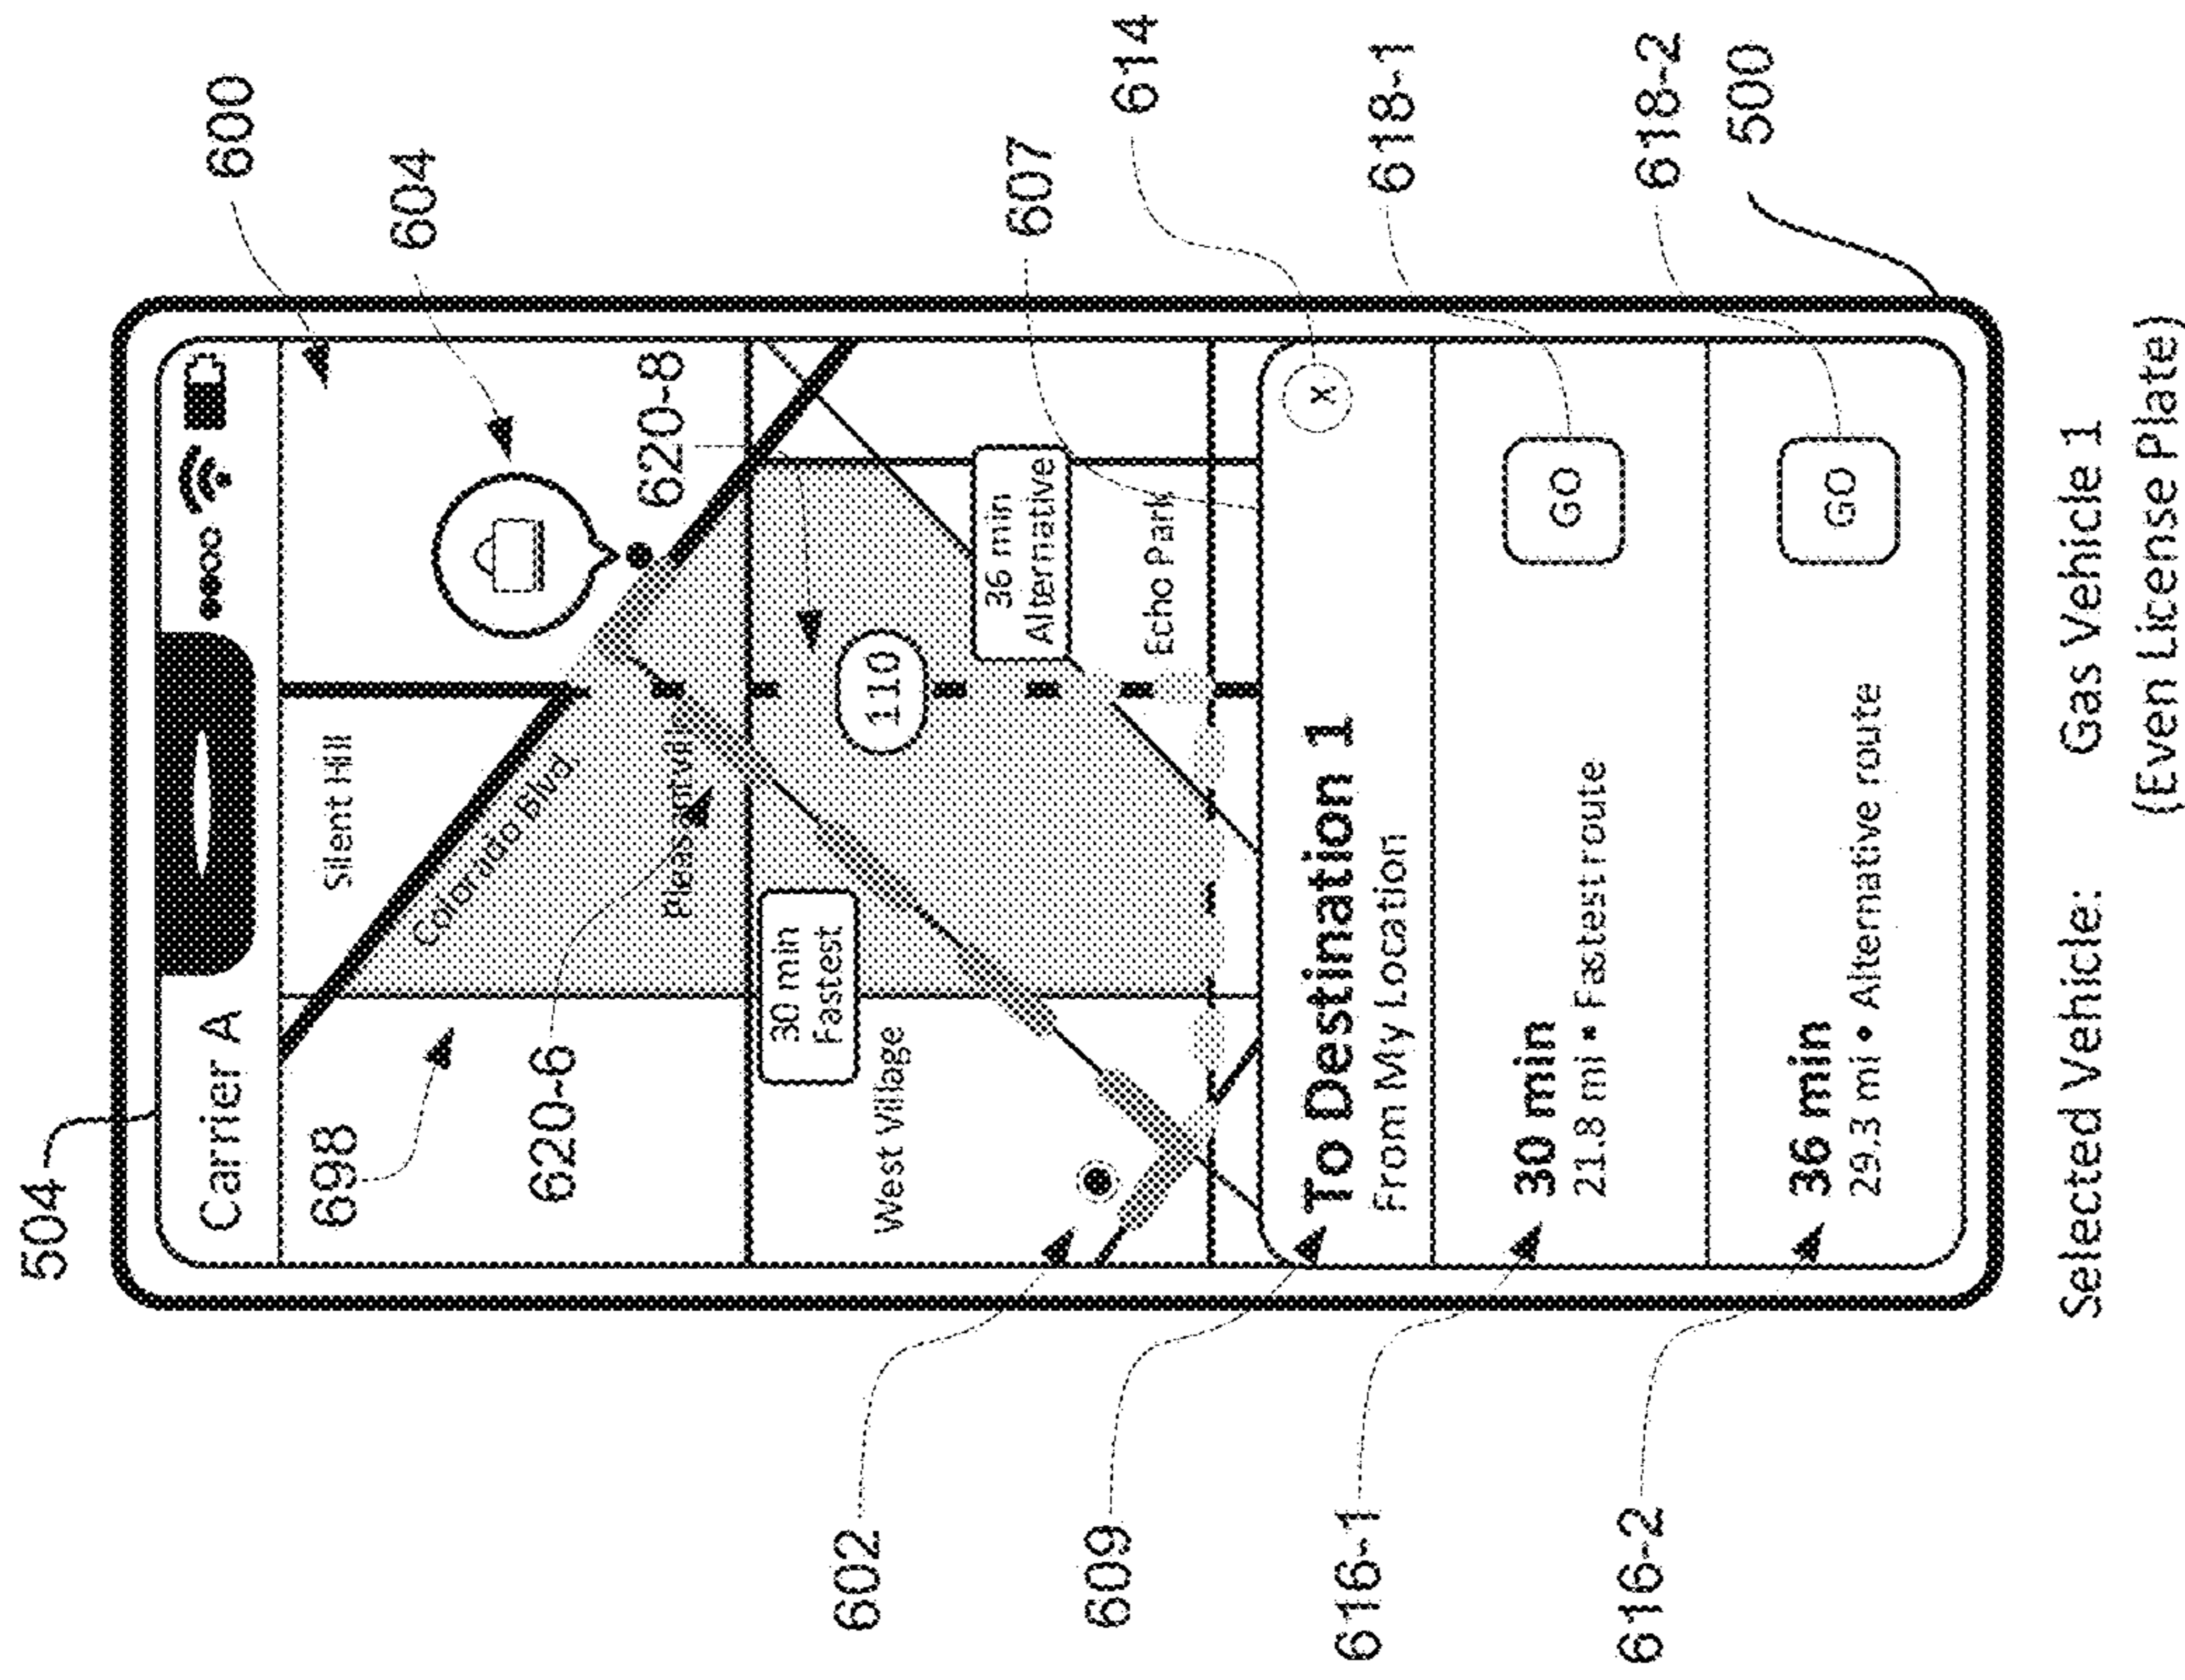 504
Carrier A
600
698
604
Silent Hill
Colorado Blvd.
620-8
620-6
Pleasantville
30 min
Fastest
110
West Village
36 min
Alternative
607
Echo Park
614
602
X
609
To Destination 1
From My Location
618-1
616-1
30 min
21.8 mi • Fastest route
GO
618-2
616-2
36 min
29.3 mi • Alternative route
GO
500
Selected Vehicle: Gas Vehicle 1
(Even License Plate)